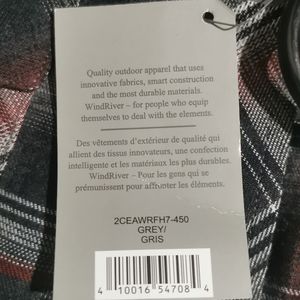 Quality outdoor apparel that uses
innovative fabrics, smart construction
and the most durable materials.
WindRiver – for people who equip
themselves to deal with the elements.
Des vêtements d'extérieur de qualité qui
allient des tissus innovateurs, une confection
intelligente et les matériaux les plus durables.
WindRiver – Pour les gens qui se
prémunissent pour affronter les éléments.
2CEAWRFH7-450
GREY/
GRIS
4 10016 54708 4